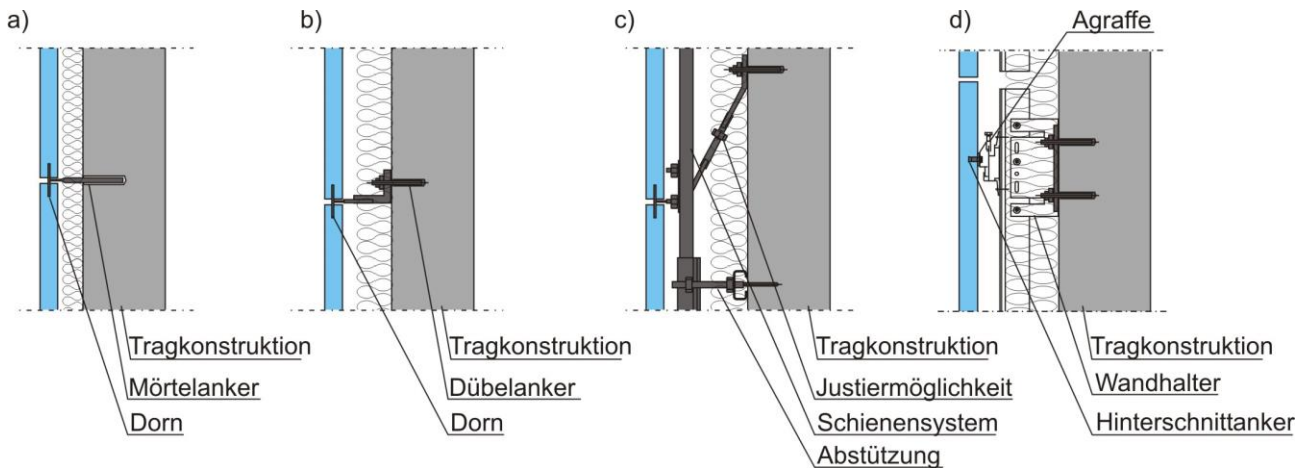 a)
b)
c)
d)
Agraffe
Tragkonstruktion
Mörtelanker
Dorn
Tragkonstruktion
Dübelanker
Dorn
Tragkonstruktion
Justiermöglichkeit
Schienensystem
Abstützung
Tragkonstruktion
Wandhalter
Hinterschnittanker